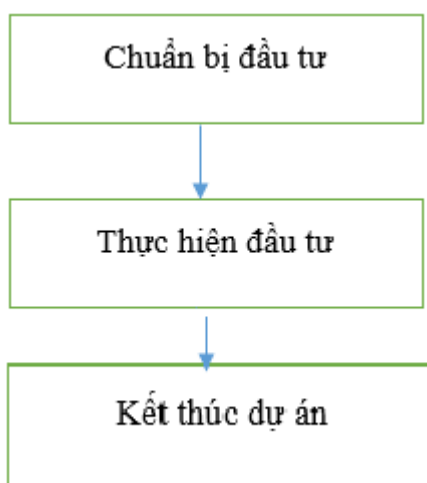 Chuẩn bị đầu tư
Thực hiện đầu tư
Kết thúc dự án